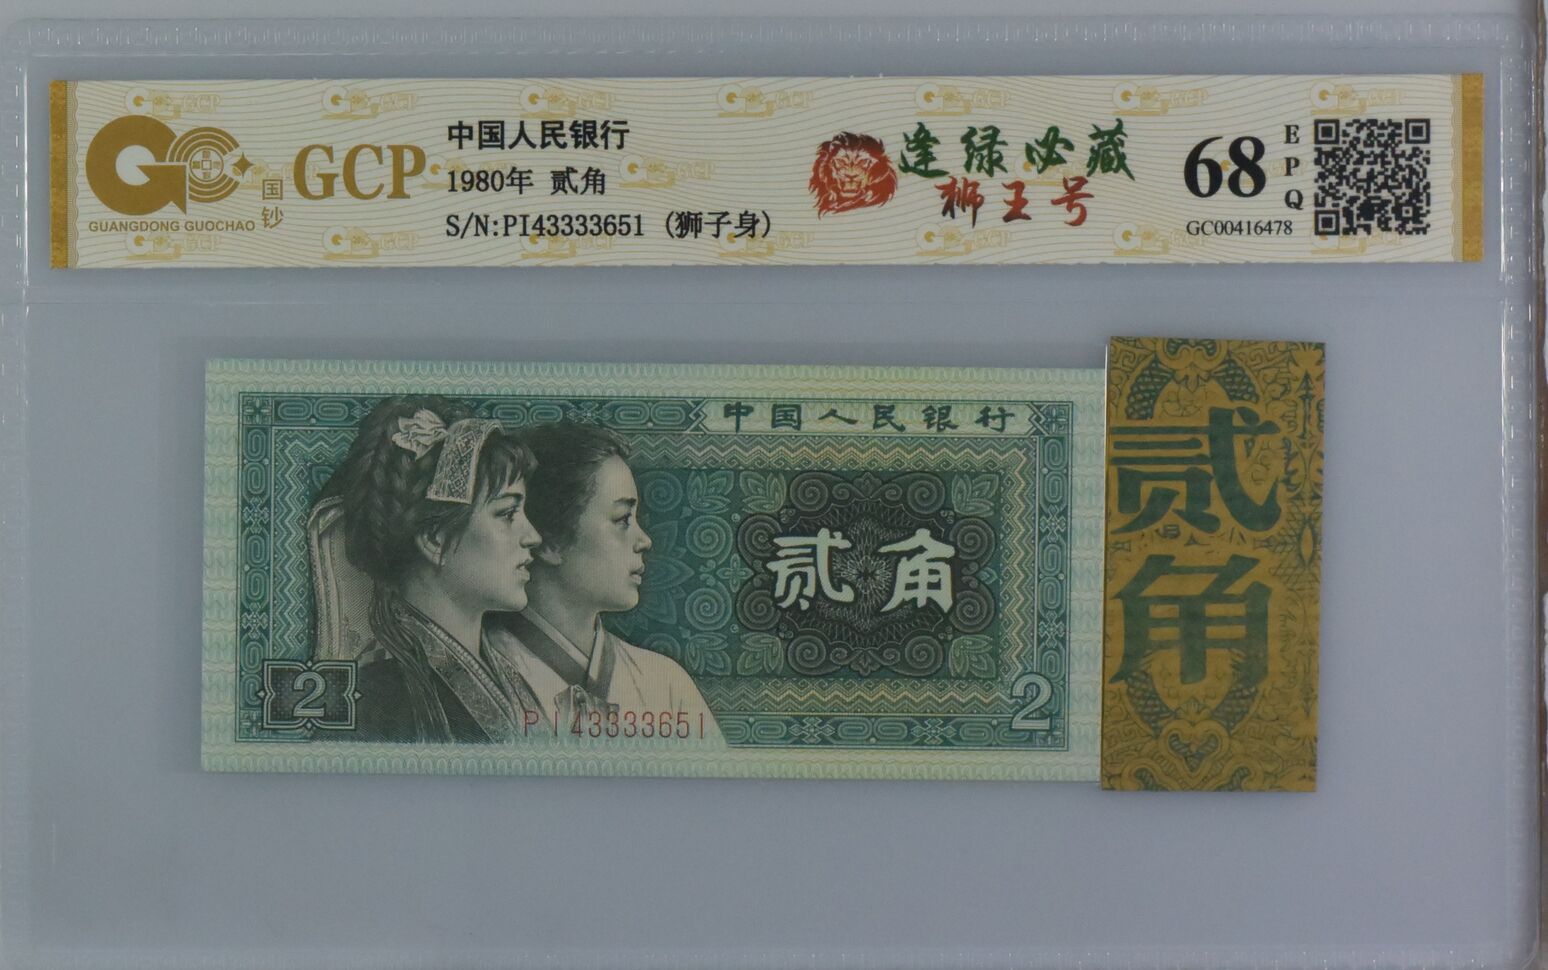 GCP
国钞
GUANGDONG GUOCHAO
中国人民银行
1980年 贰角
S/N:PI43333651 (狮子身)
逢绿必藏
狮王号
68
EPQ
GC00416478
中国人民银行
贰角
2
2
PI43333651
贰角